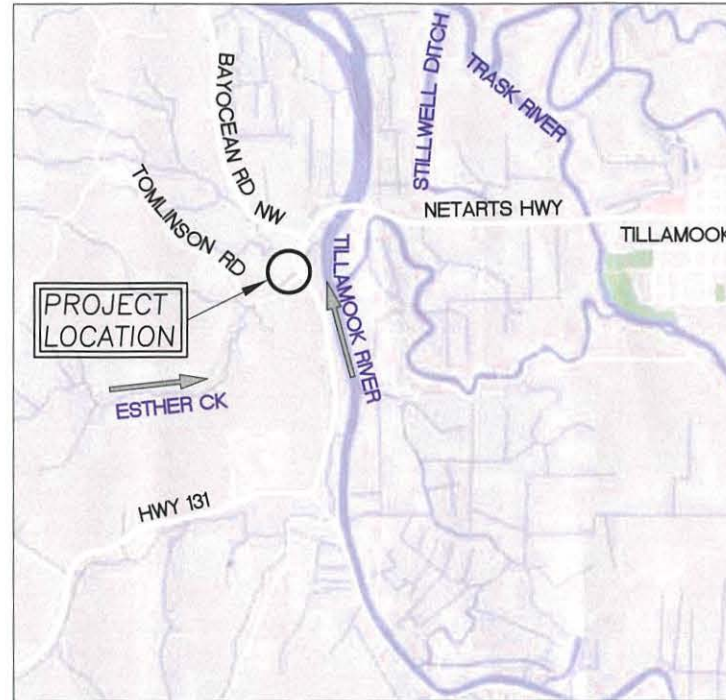 BAYOCEAN RD NW
STILLWELL DITCH
TRASK RIVER
TOMLINSON RD
NETARTS HWY
TILLAMOOK
PROJECT
LOCATION
TILLAMOOK RIVER
ESTHER CK
HWY 131